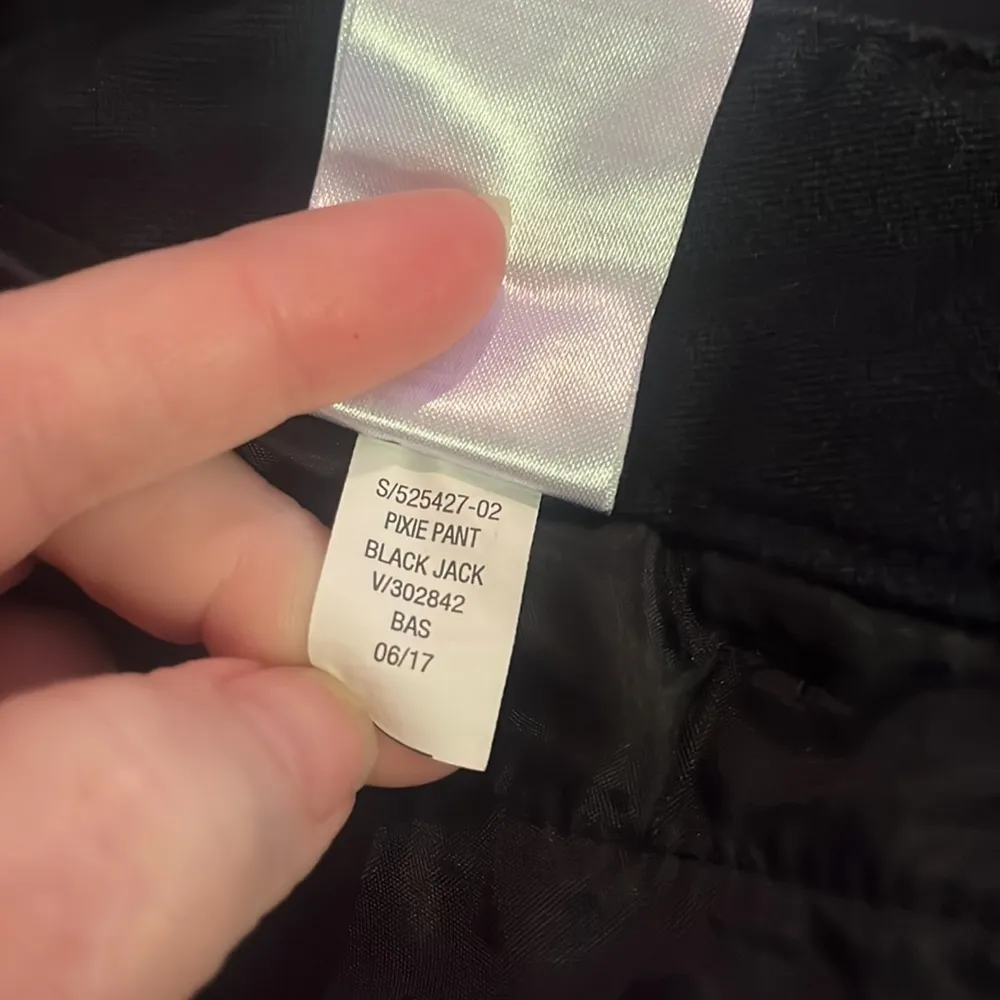 S/525427-02
PIXIE PANT
BLACK JACK
V/302842
BAS
06/17